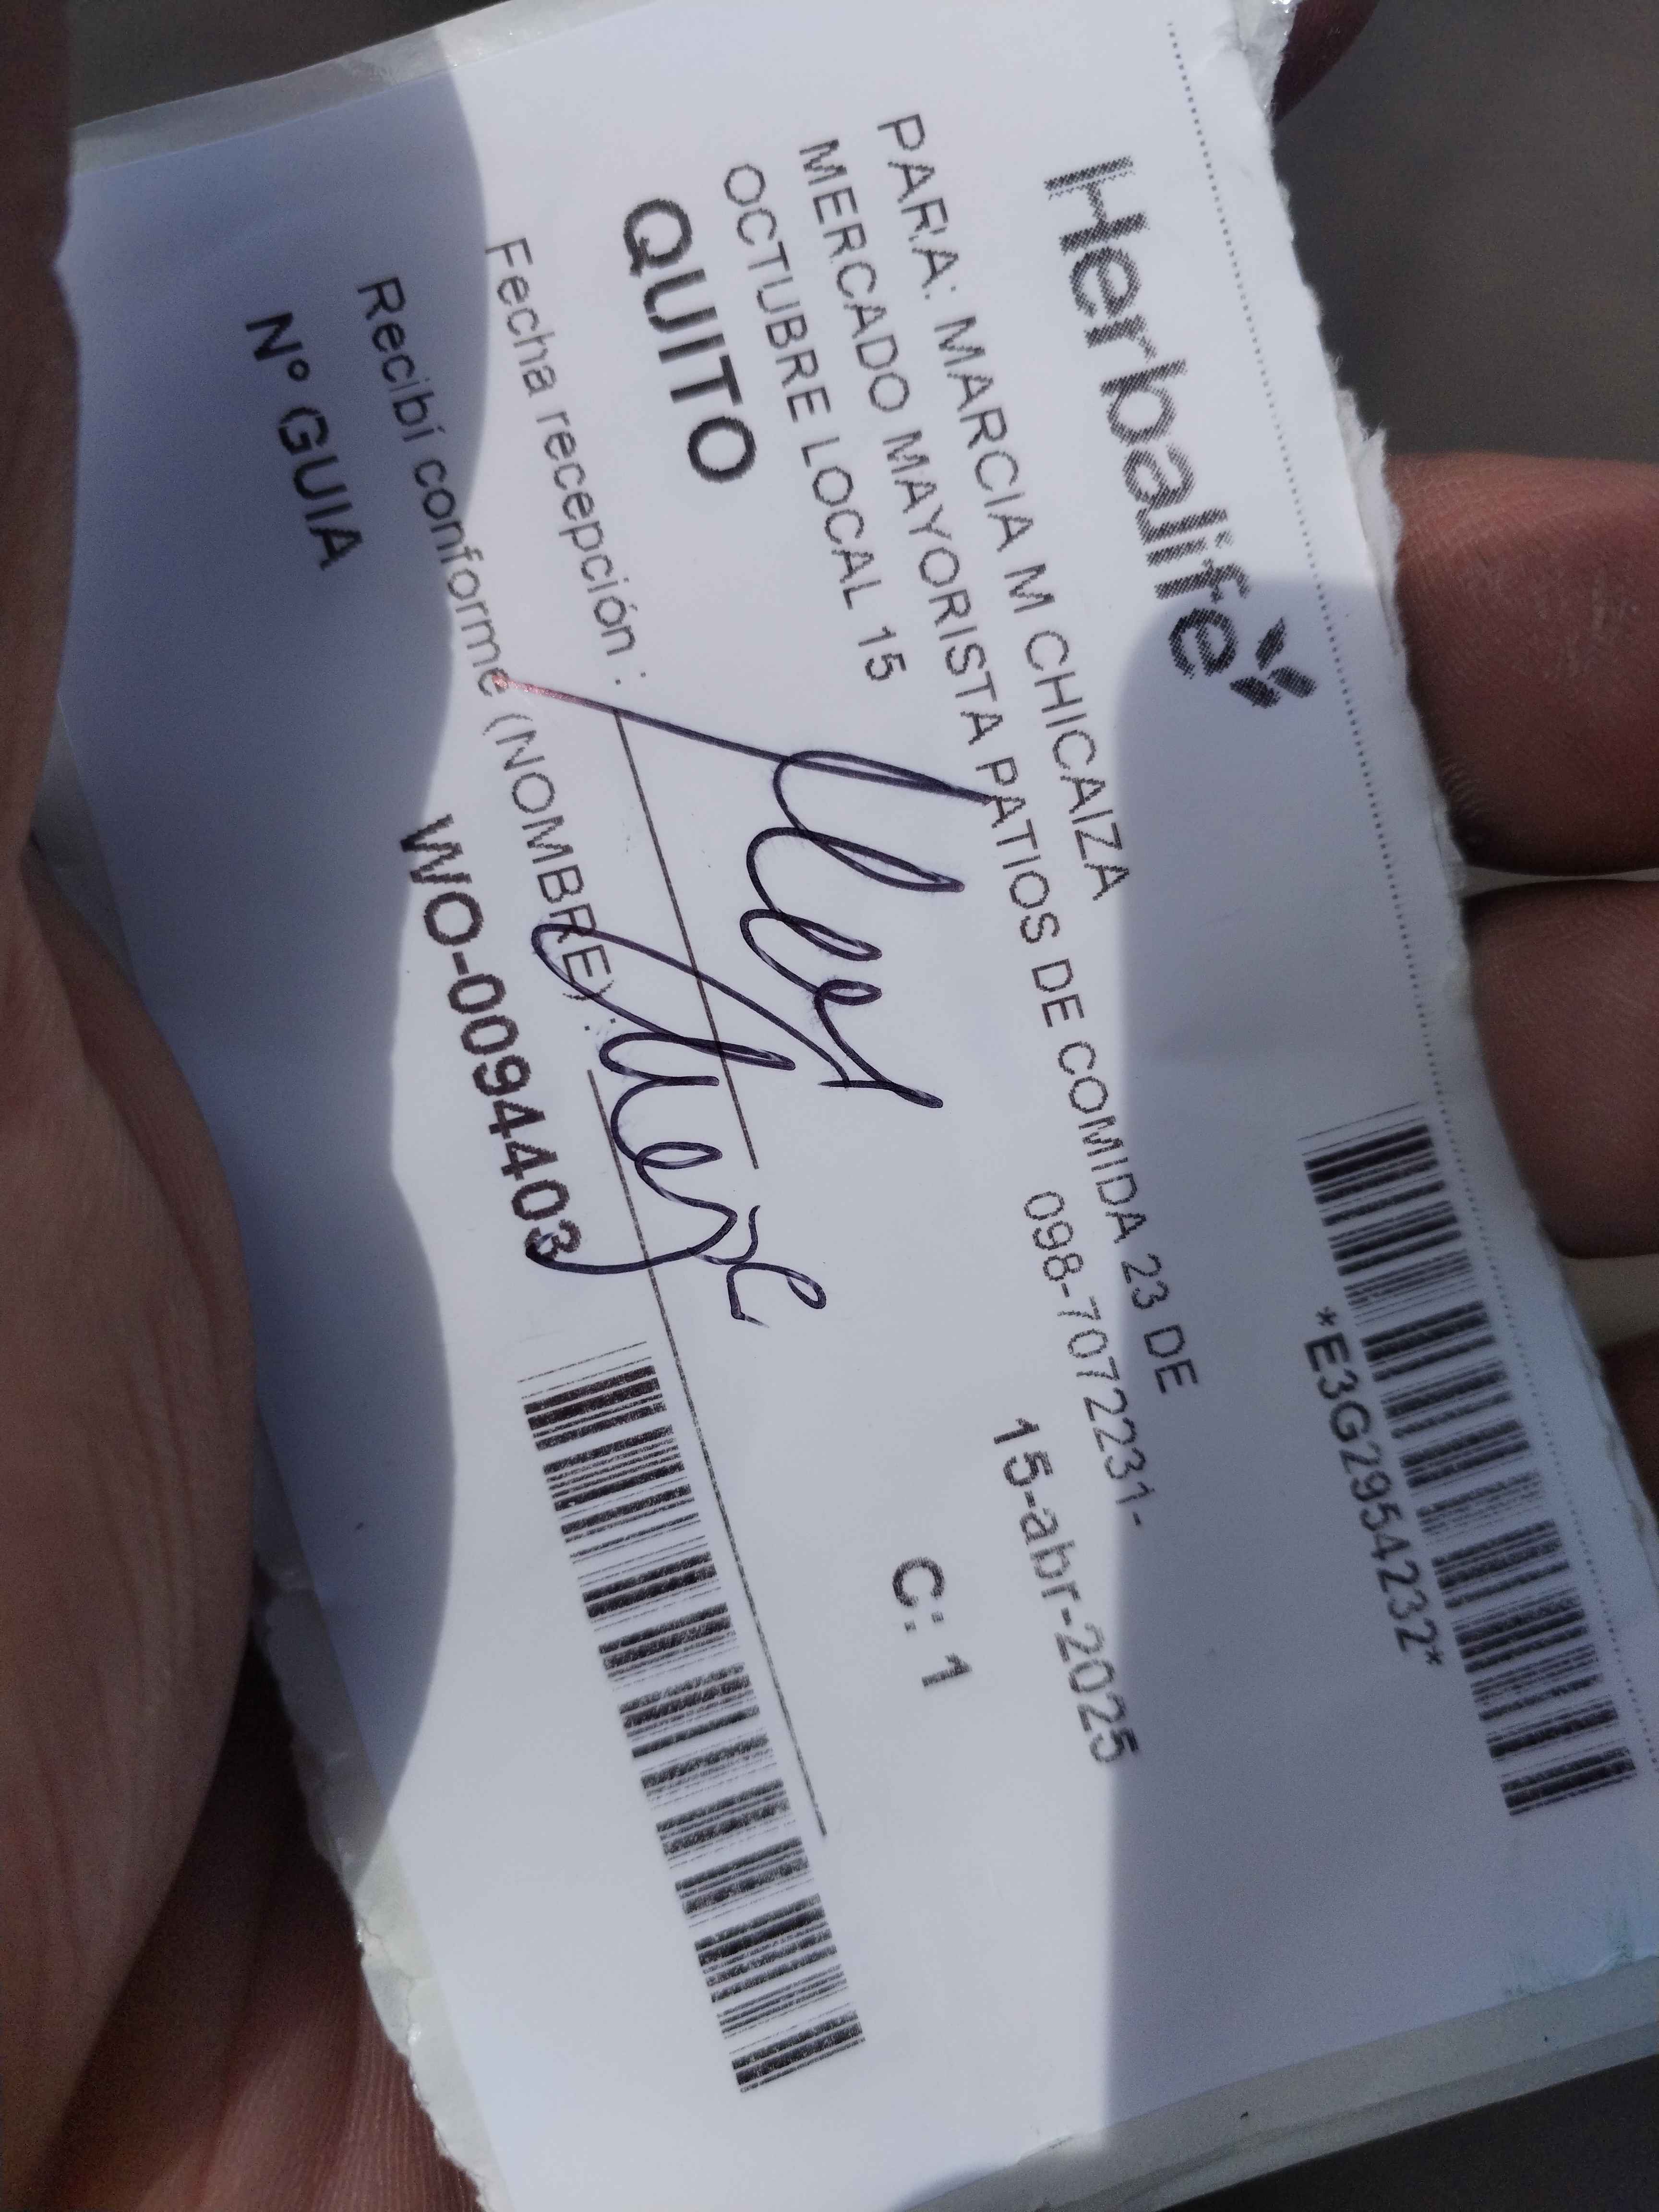 Herbalife
*E3G2954232*
PARA: MARCIA M CHICAIZA
MERCADO MAYORISTA PATIOS DE COMIDA 23 DE
OCTUBRE LOCAL 15
098-7072231-
15-abr-2025
QUITO
C: 1
Fecha recepción :
Recibí conforme (NOMBRE) :
Nº GUIA
WO-0094403